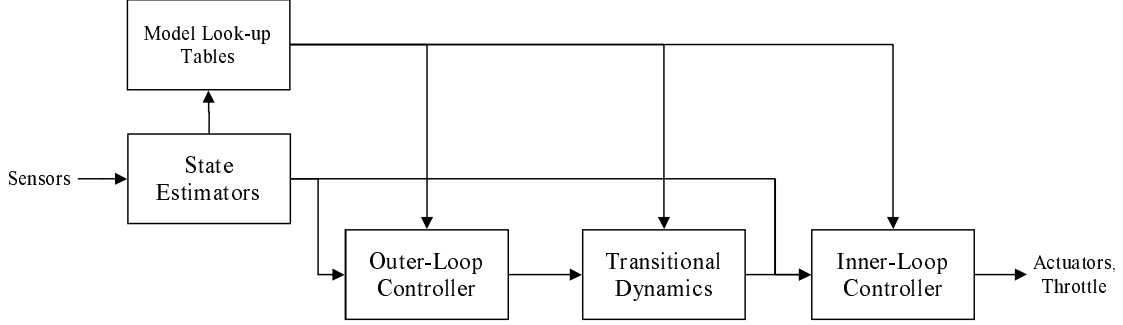 Model Look-up
Tables
Sensors
State
Estimators
Outer-Loop
Controller
Transitional
Dynamics
Inner-Loop
Controller
Actuators,
Throttle